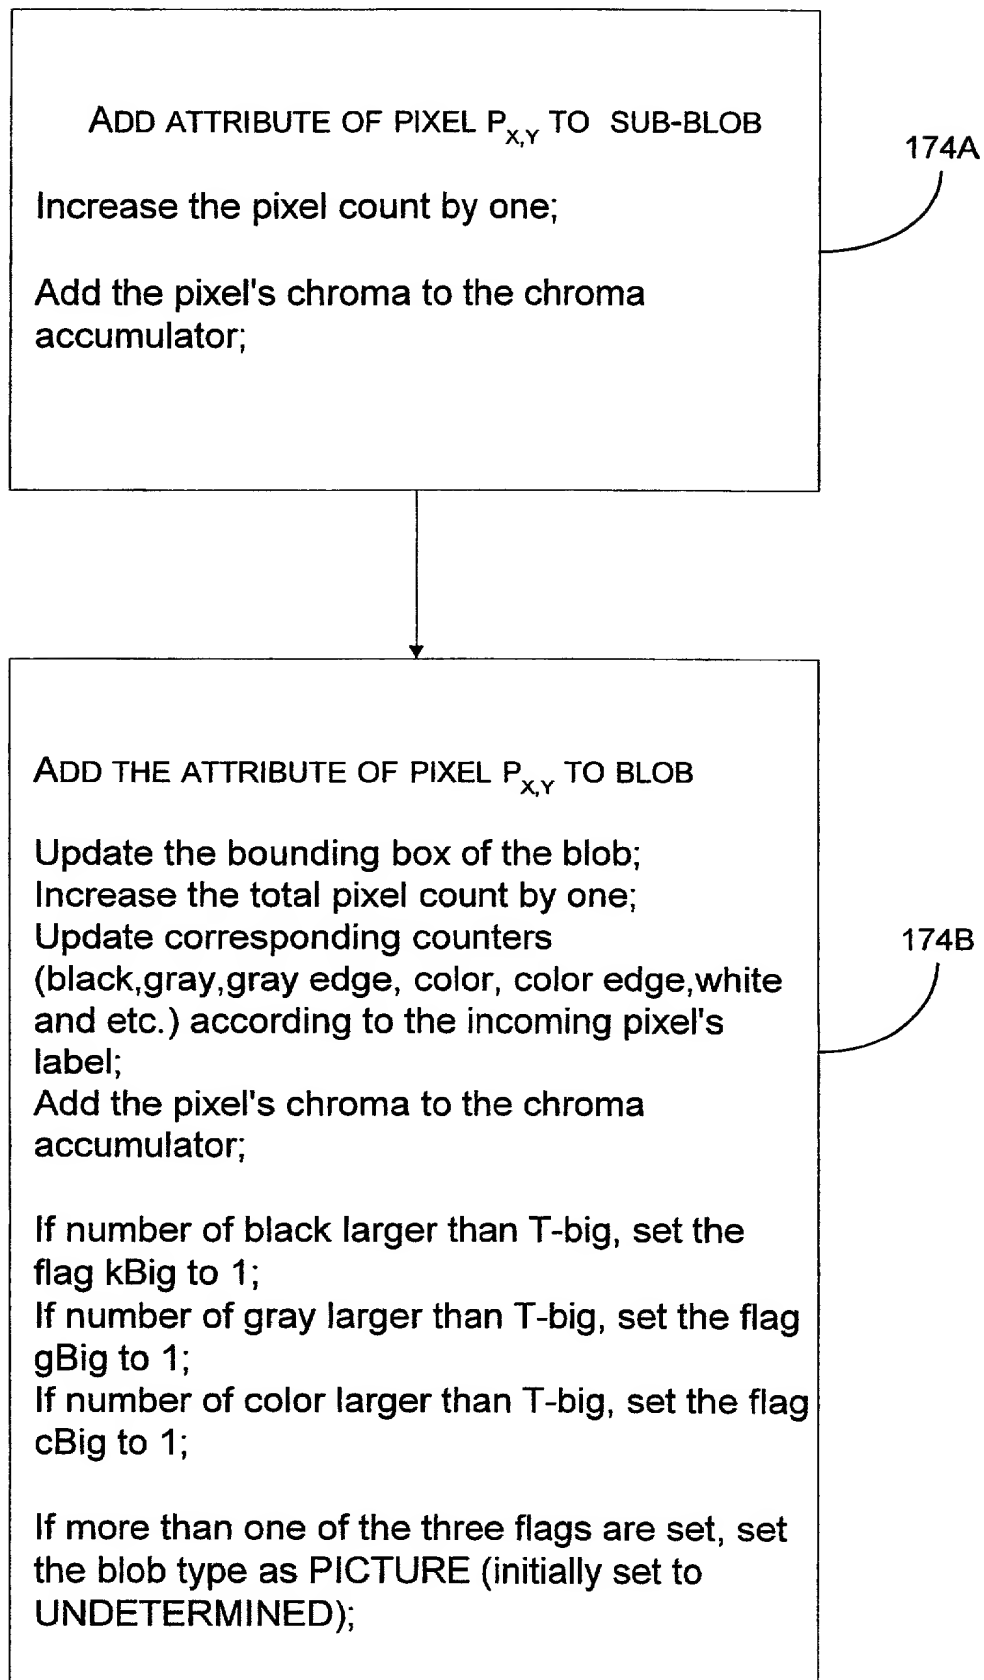 ADD ATTRIBUTE OF PIXEL PX,Y TO SUB-BLOB
174A
Increase the pixel count by one;
Add the pixel's chroma to the chroma
accumulator;
ADD THE ATTRIBUTE OF PIXEL PX,Y TO BLOB
Update the bounding box of the blob;
Increase the total pixel count by one;
Update corresponding counters
174B
(black,gray,gray edge, color, color edge,white
and etc.) according to the incoming pixel's
label;
Add the pixel's chroma to the chroma
accumulator;
If number of black larger than T-big, set the
flag kBig to 1;
If number of gray larger than T-big, set the flag
gBig to 1;
If number of color larger than T-big, set the flag
cBig to 1;
If more than one of the three flags are set, set
the blob type as PICTURE (initially set to
UNDETERMINED);